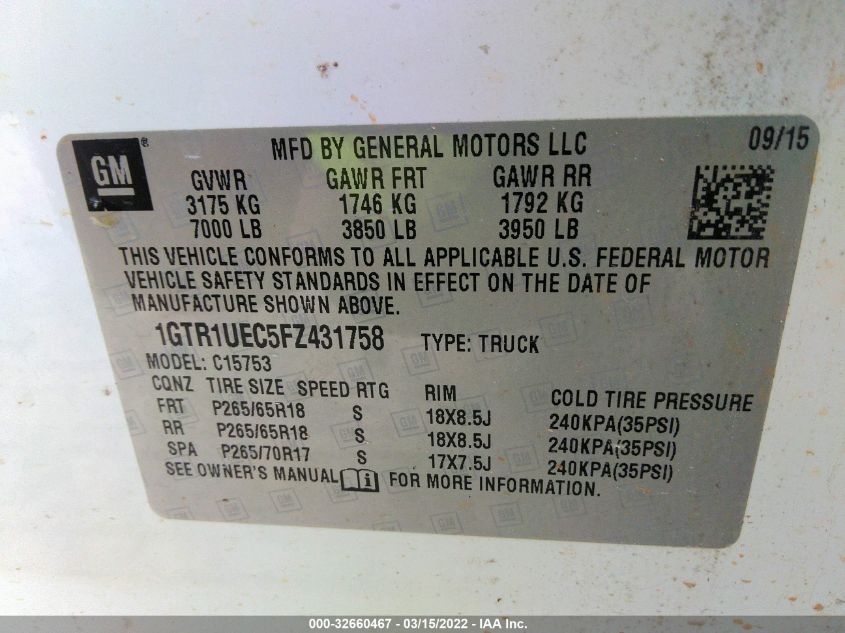 GM ® MFD BY GENERAL MOTORS LLC 09/15
GVWR GAWR FRT GAWR RR
3175 KG 1746 KG 1792 KG
7000 LB 3850 LB 3950 LB
THIS VEHICLE CONFORMS TO ALL APPLICABLE U.S. FEDERAL MOTOR
VEHICLE SAFETY STANDARDS IN EFFECT ON THE DATE OF
MANUFACTURE SHOWN ABOVE.
1GTR1UEC5FZ431758 TYPE: TRUCK
MODEL: C15753
CQNZ TIRE SIZE SPEED RTG RIM COLD TIRE PRESSURE
FRT P265/65R18 S 18X8.5J 240KPA(35PSI)
RR P265/65R18 S 18X8.5J 240KPA(35PSI)
SPA P265/70R17 S 17X7.5J 240KPA(35PSI)
SEE OWNER'S MANUAL FOR MORE INFORMATION.
000-32660467 - 03/15/2022 - IAA Inc.